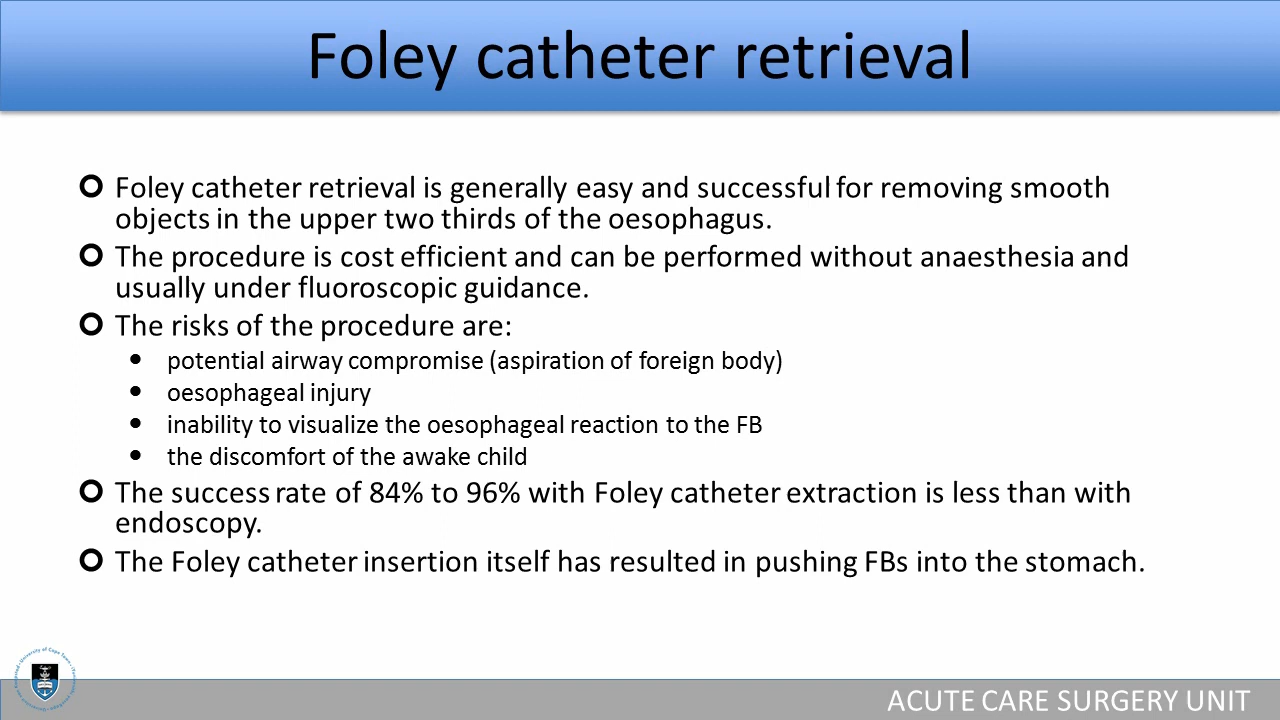 Foley catheter retrieval
Foley catheter retrieval is generally easy and successful for removing smooth
objects in the upper two thirds of the oesophagus.
The procedure is cost efficient and can be performed without anaesthesia and
usually under fluoroscopic guidance.
The risks of the procedure are:
potential airway compromise (aspiration of foreign body)
oesophageal injury
inability to visualize the oesophageal reaction to the FB
the discomfort of the awake child
The success rate of 84% to 96% with Foley catheter extraction is less than with
endoscopy.
The Foley catheter insertion itself has resulted in pushing FBs into the stomach.
University of Cape Town
ACUTE CARE SURGERY UNIT